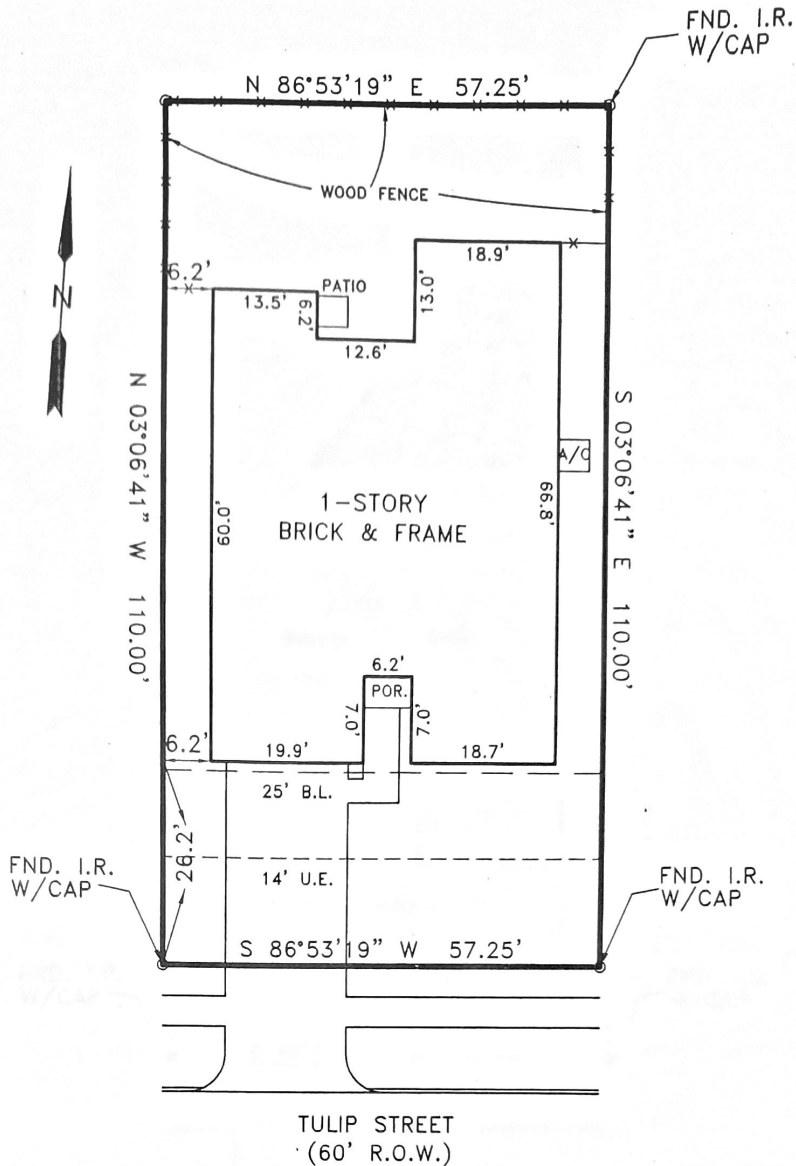 FND. I.R.
W/CAP
N 86°53'19" E 57.25'
WOOD FENCE
N
6.2'
13.5'
6.2'
PATIO
12.6'
13.0'
18.9'
N 03°06'41" W 110.00'
S 03°06'41" E 110.00'
A/C
60.0'
1-STORY
BRICK & FRAME
66.8'
6.2'
POR.
7.0'
7.0'
6.2'
19.9'
18.7'
25' B.L.
26.2'
14' U.E.
FND. I.R.
W/CAP
FND. I.R.
W/CAP
S 86°53'19" W 57.25'
TULIP STREET
(60' R.O.W.)